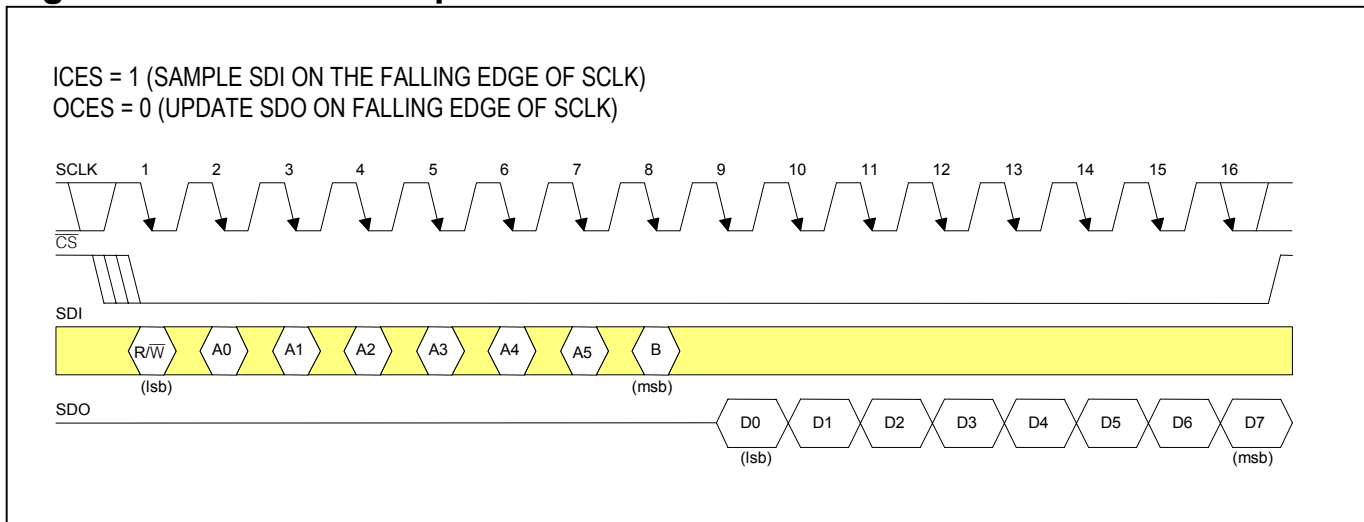 ICES = 1 (SAMPLE SDI ON THE FALLING EDGE OF SCLK)
OCES = 0 (UPDATE SDO ON FALLING EDGE OF SCLK)
SCLK 1 2 3 4 5 6 7 8 9 10 11 12 13 14 15 16
CS
SDI
R/W A0 A1 A2 A3 A4 A5 B
(lsb) (msb)
SDO
D0 D1 D2 D3 D4 D5 D6 D7
(lsb) (msb)